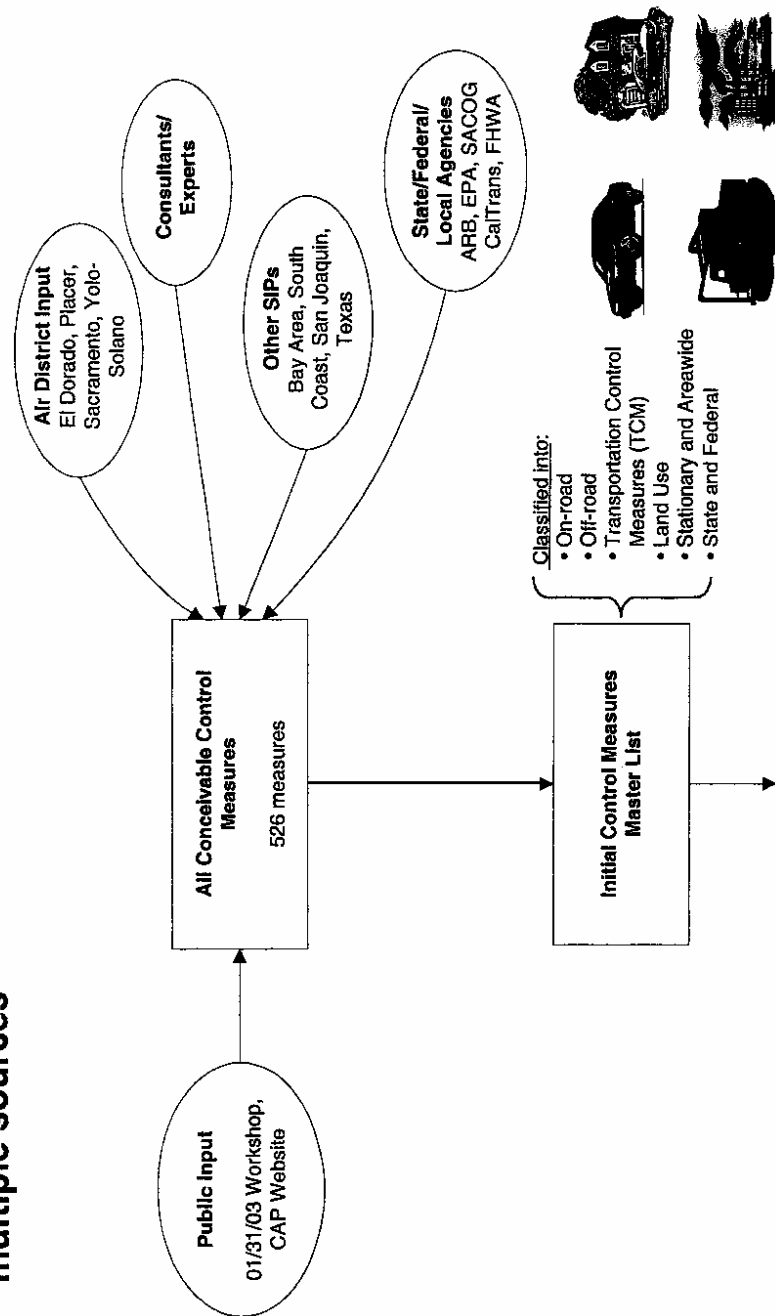 multiple sources
Public Input
01/31/03 Workshop,
CAP Website
All Conceivable Control
Measures
526 measures
Air District Input
El Dorado, Placer,
Sacramento, Yolo-
Solano
Consultants/
Experts
Other SIPs
Bay Area, South
Coast, San Joaquin,
Texas
State/Federal/
Local Agencies
ARB, EPA, SACOG
CalTrans, FHWA
Initial Control Measures
Master List
Classified into:
• On-road
• Off-road
• Transportation Control
Measures (TCM)
• Land Use
• Stationary and Areawide
• State and Federal